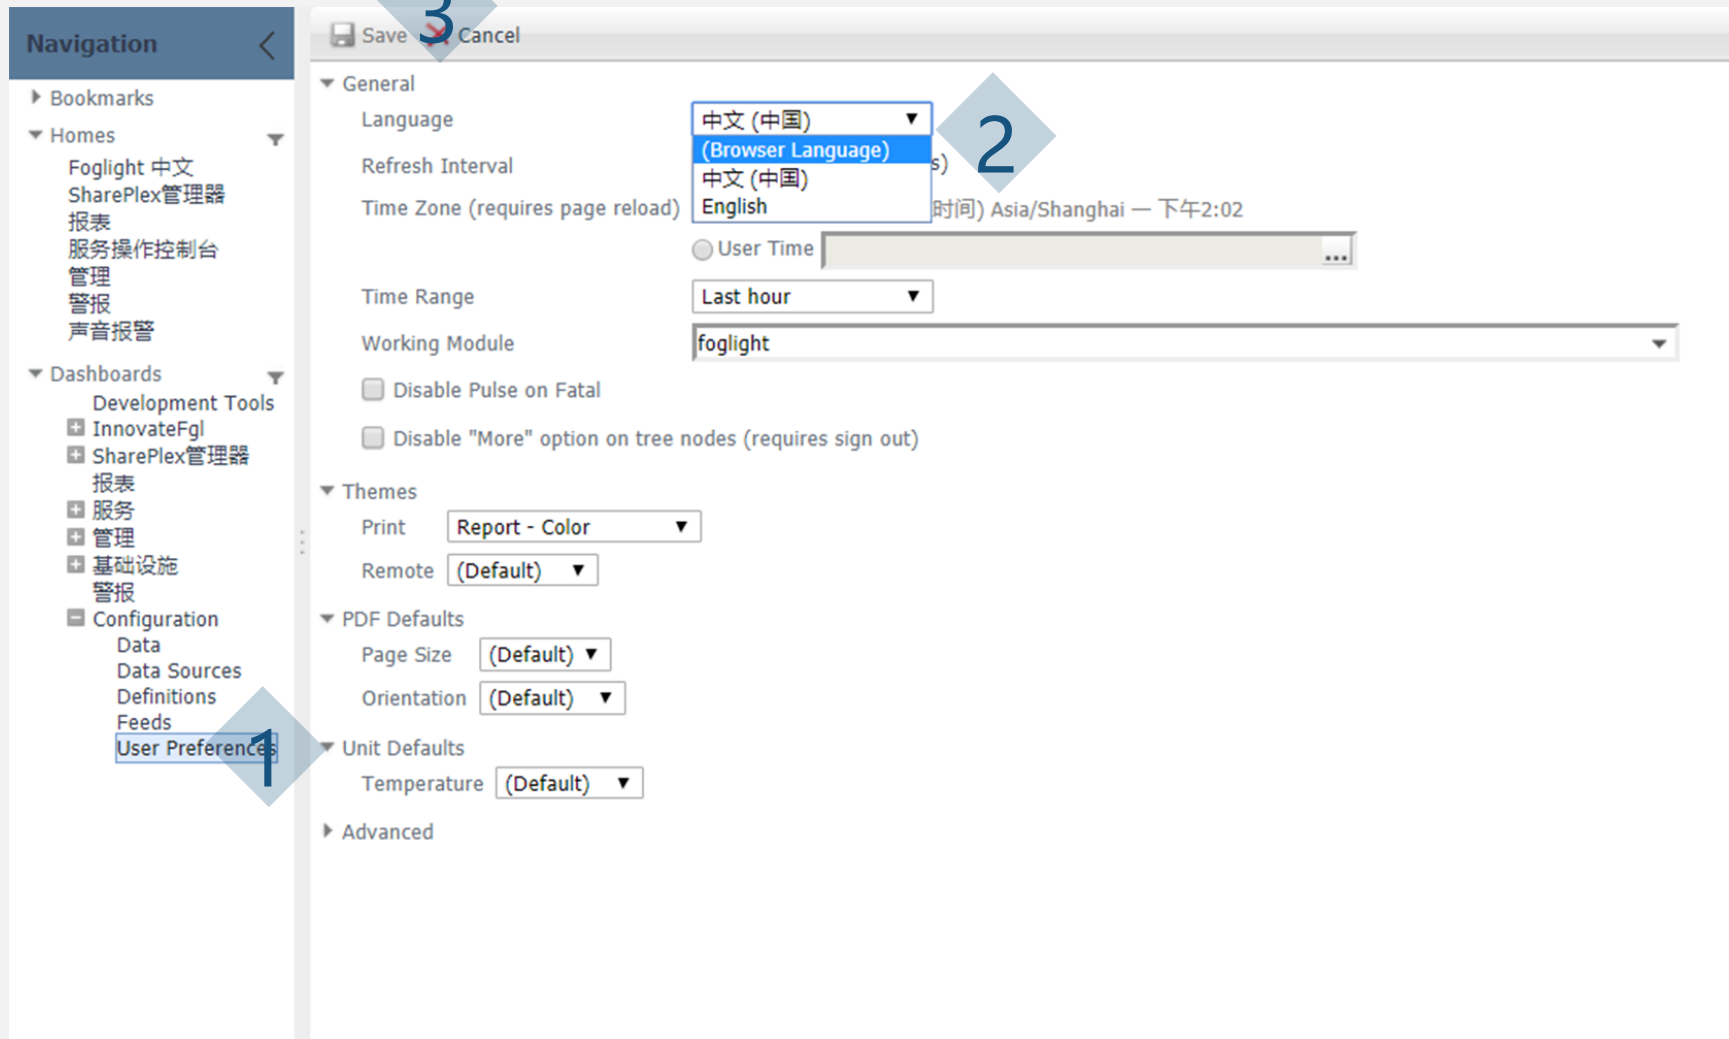 Navigation
Bookmarks
Homes
Foglight 中文
SharePlex管理器
报表
服务操作控制台
管理
警报
声音报警
Dashboards
Development Tools
InnovateFgl
SharePlex管理器
报表
服务
管理
基础设施
警报
Configuration
Data
Data Sources
Definitions
Feeds
User Preferences
1
3
Save Cancel
General
Language 中文 (中国)
2
(Browser Language)
中文 (中国)
English
Refresh Interval s)
Time Zone (requires page reload) 时间) Asia/Shanghai — 下午2:02
User Time ...
Time Range Last hour
Working Module foglight
Disable Pulse on Fatal
Disable "More" option on tree nodes (requires sign out)
Themes
Print Report - Color
Remote (Default)
PDF Defaults
Page Size (Default)
Orientation (Default)
Unit Defaults
Temperature (Default)
Advanced